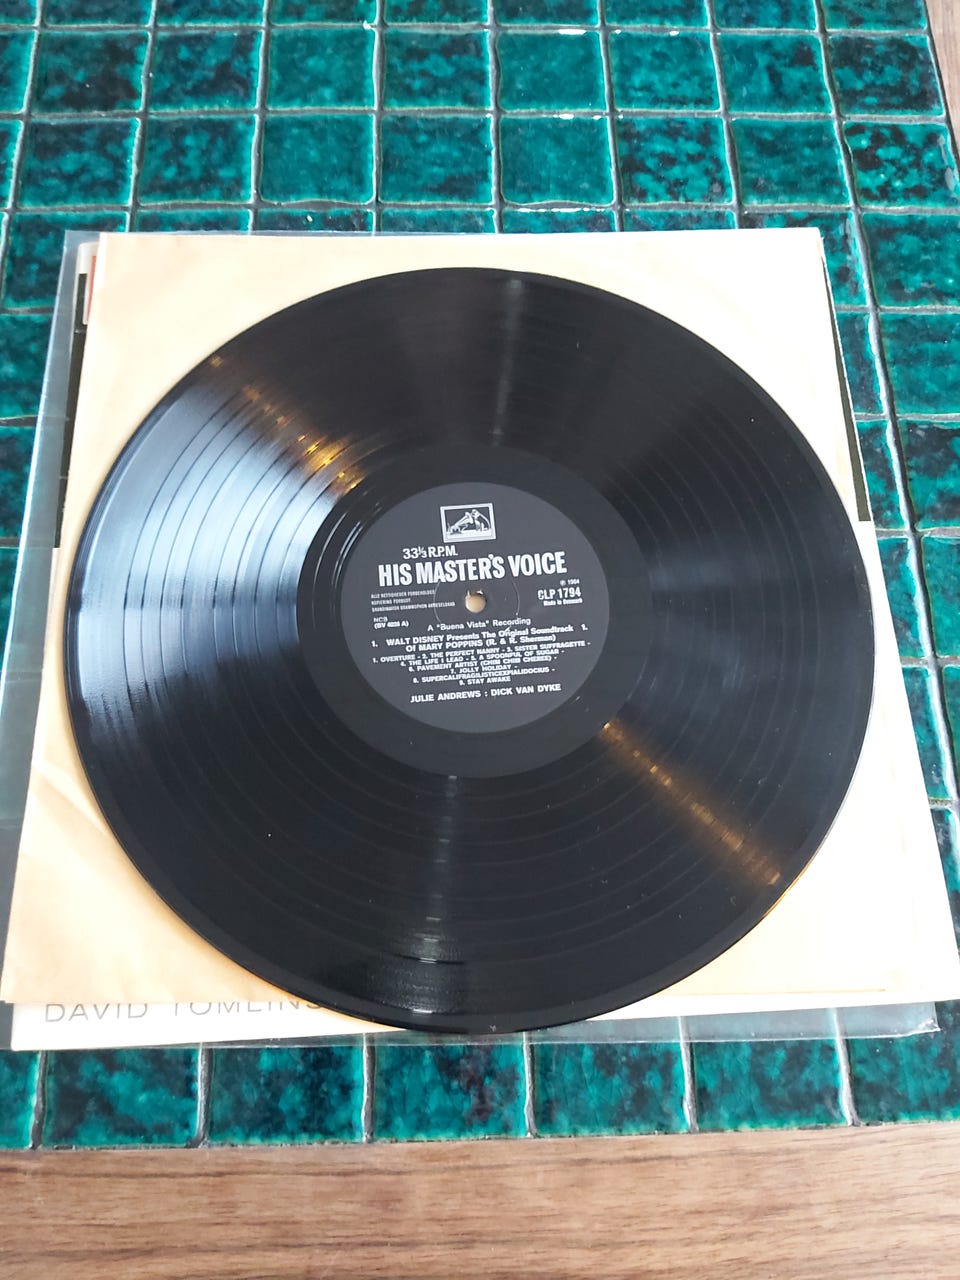 33⅓ R.P.M.
HIS MASTER'S VOICE
ALLE RETTIGHEDER FORBEHOLDES
KOPIERING FORBUDT
SKANDINAVISK GRAMMOPHON AKTIESELSKAB
℗ 1964
CLP 1794
Made in Denmark
NCB
(BV 4026 A)
A "Buena Vista" Recording
1. WALT DISNEY Presents The Original Soundtrack 1.
Of MARY POPPINS (R. & R. Sherman)
1. OVERTURE - 2. THE PERFECT NANNY - 3. SISTER SUFFRAGETTE -
4. THE LIFE I LEAD - 5. A SPOONFUL OF SUGAR -
6. PAVEMENT ARTIST (CHIM CHIM CHEREE) -
7. JOLLY HOLIDAY -
8. SUPERCALIFRAGILISTICEXPIALIDOCIUS -
9. STAY AWAKE
JULIE ANDREWS : DICK VAN DYKE
DAVID TOMLINS